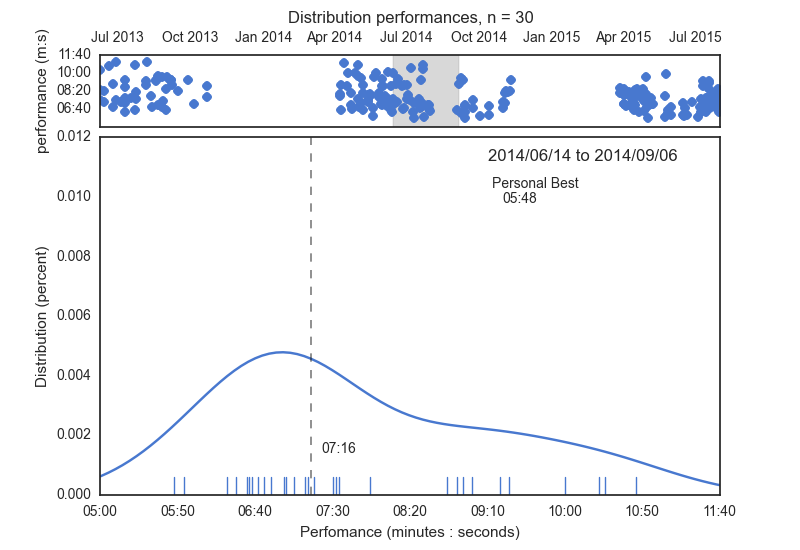 Distribution performances, n = 30
Jul 2013 Oct 2013 Jan 2014 Apr 2014 Jul 2014 Oct 2014 Jan 2015 Apr 2015 Jul 2015
performance (m:s)
11:40
10:00
08:20
06:40
Distribution (percent)
0.012
0.010
0.008
0.006
0.004
0.002
0.000
2014/06/14 to 2014/09/06
Personal Best
05:48
07:16
05:00 05:50 06:40 07:30 08:20 09:10 10:00 10:50 11:40
Perfomance (minutes : seconds)